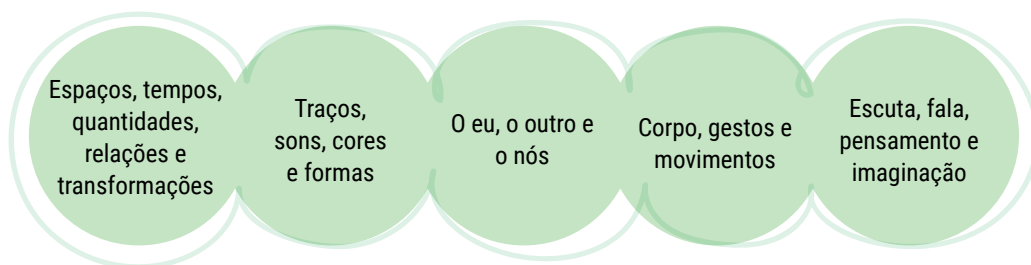 Espaços, tempos,
quantidades,
relações e
transformações
Traços,
sons, cores
e formas
O eu, o outro e
o nós
Corpo, gestos e
movimentos
Escuta, fala,
pensamento e
imaginação